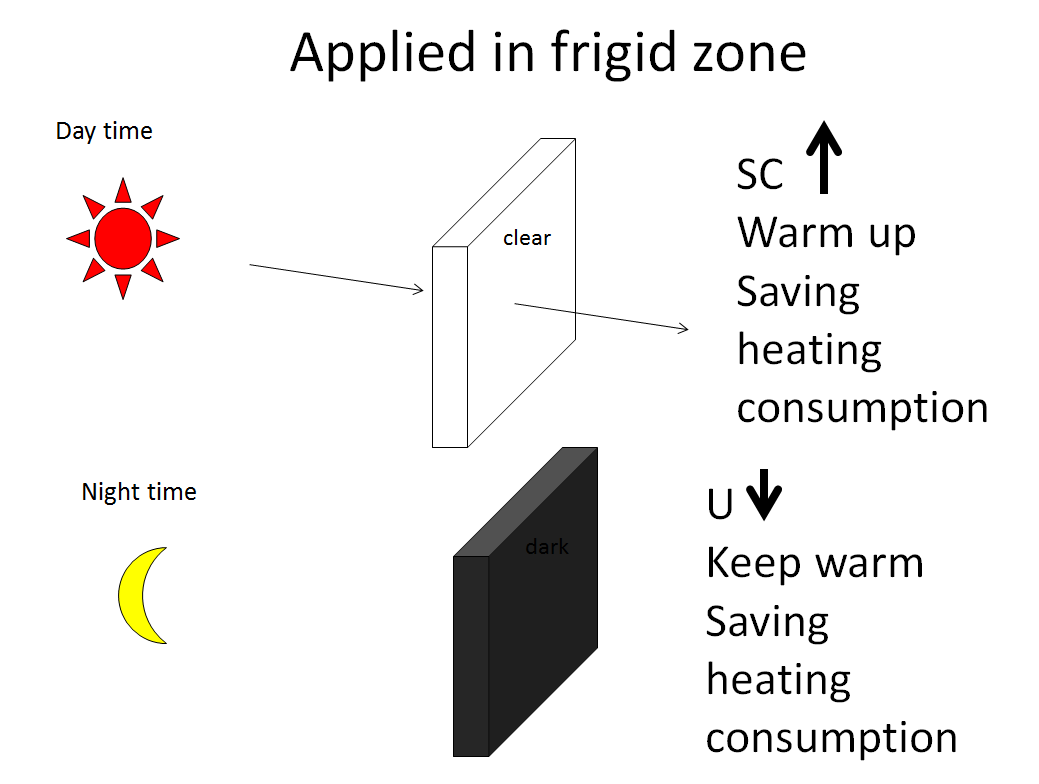 Applied in frigid zone
Day time
clear
SC
Warm up
Saving
heating
consumption
Night time
dark
U
Keep warm
Saving
heating
consumption